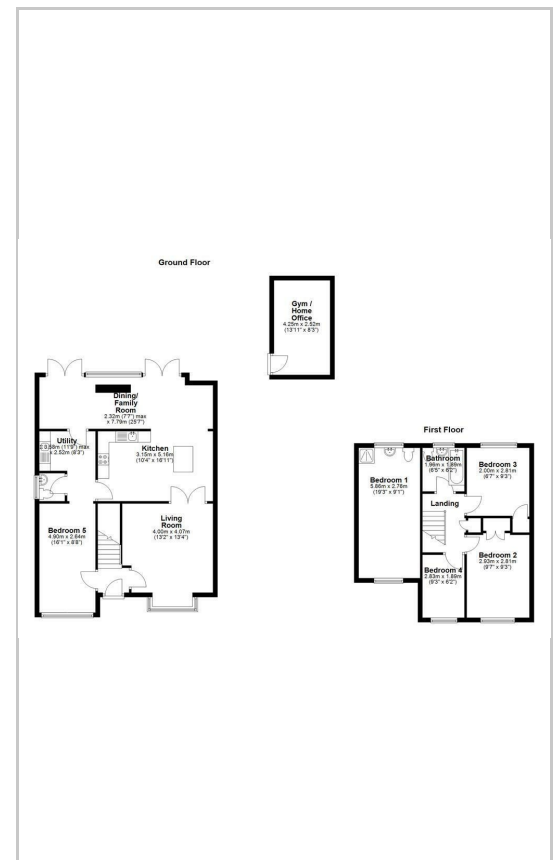 Ground Floor
Gym /
Home
Office
4.25m x 2.52m
(13'11" x 8'3")
Dining/
Family
Room
2.32m (7'7") max
x 7.79m (25'7")
Utility
(11'9") max
x 2.52m (8'3")
Kitchen
3.15m x 5.16m
(10'4" x 16'11")
Bedroom 5
4.90m x 2.64m
(16'1" x 8'8")
Living
Room
4.00m x 4.07m
(13'2" x 13'4")
First Floor
Bedroom 1
5.86m x 2.76m
(19'3" x 9'1")
Bathroom
1.96m x 1.89m
(6'5" x 6'2")
Bedroom 3
2.00m x 2.81m
(6'7" x 9'3")
Landing
Bedroom 2
2.93m x 2.81m
(9'7" x 9'3")
Bedroom 4
2.83m x 1.89m
(9'3" x 6'2")